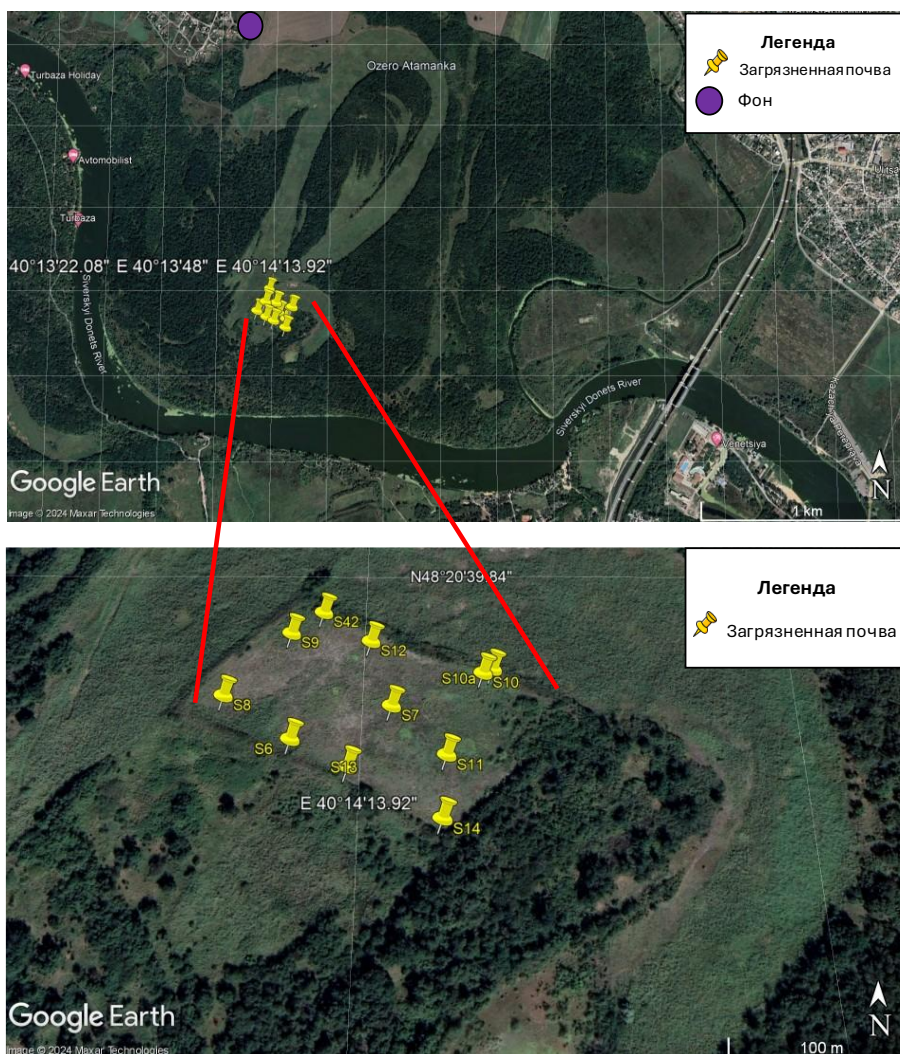 Легенда
Загрязненная почва
Фон
Ozero Atamanka
Turbaza Holiday
Avtomobilist
Turbaza
Ulitsa
40°13'22.08" E 40°13'48" E 40°14'13.92"
Siverskyi Donets River
Siverskyi Donets River
Venetsiya
Google Earth
Image © 2024 Maxar Technologies
N
1 km
Легенда
Загрязненная почва
N48°20'39.84"
S42
S9
S12
S10a
S10
S8
S7
S6
S11
S13
E 40°14'13.92"
S14
Google Earth
Image © 2024 Maxar Technologies
N
100 m